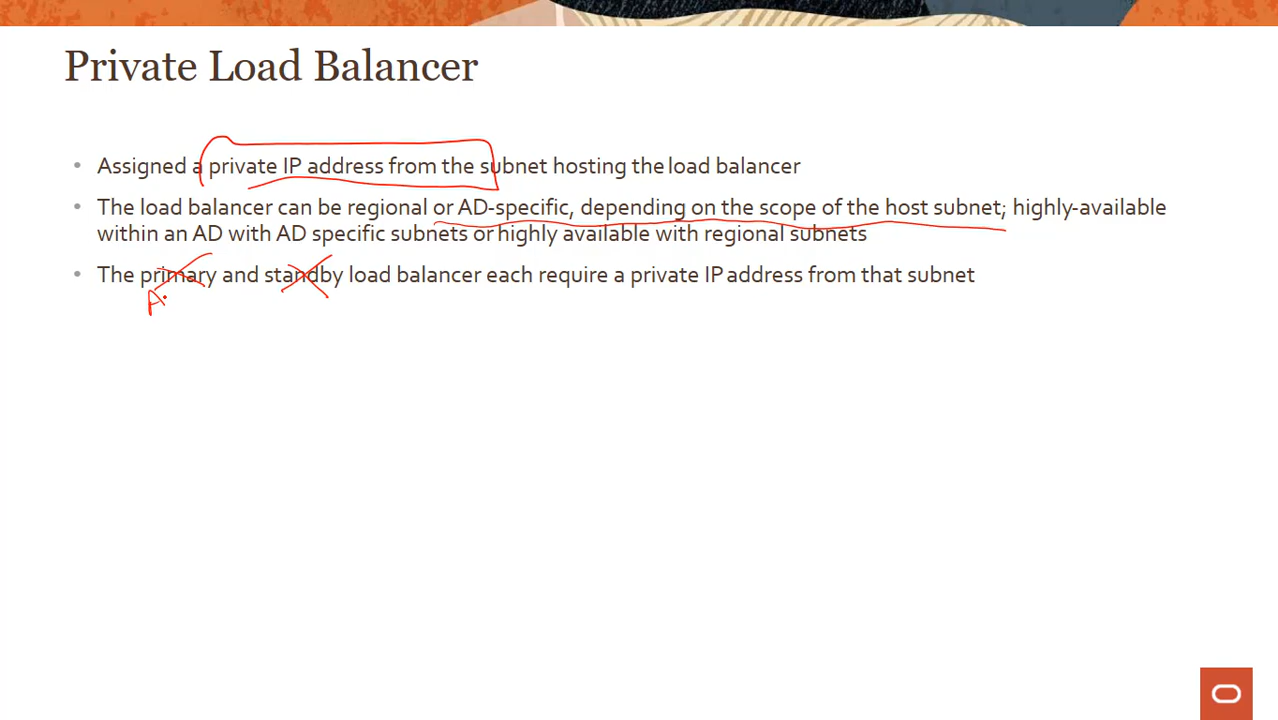 Private Load Balancer
• Assigned a private IP address from the subnet hosting the load balancer
• The load balancer can be regional or AD-specific, depending on the scope of the host subnet; highly-available
within an AD with AD specific subnets or highly available with regional subnets
• The primary and standby load balancer each require a private IP address from that subnet
A.